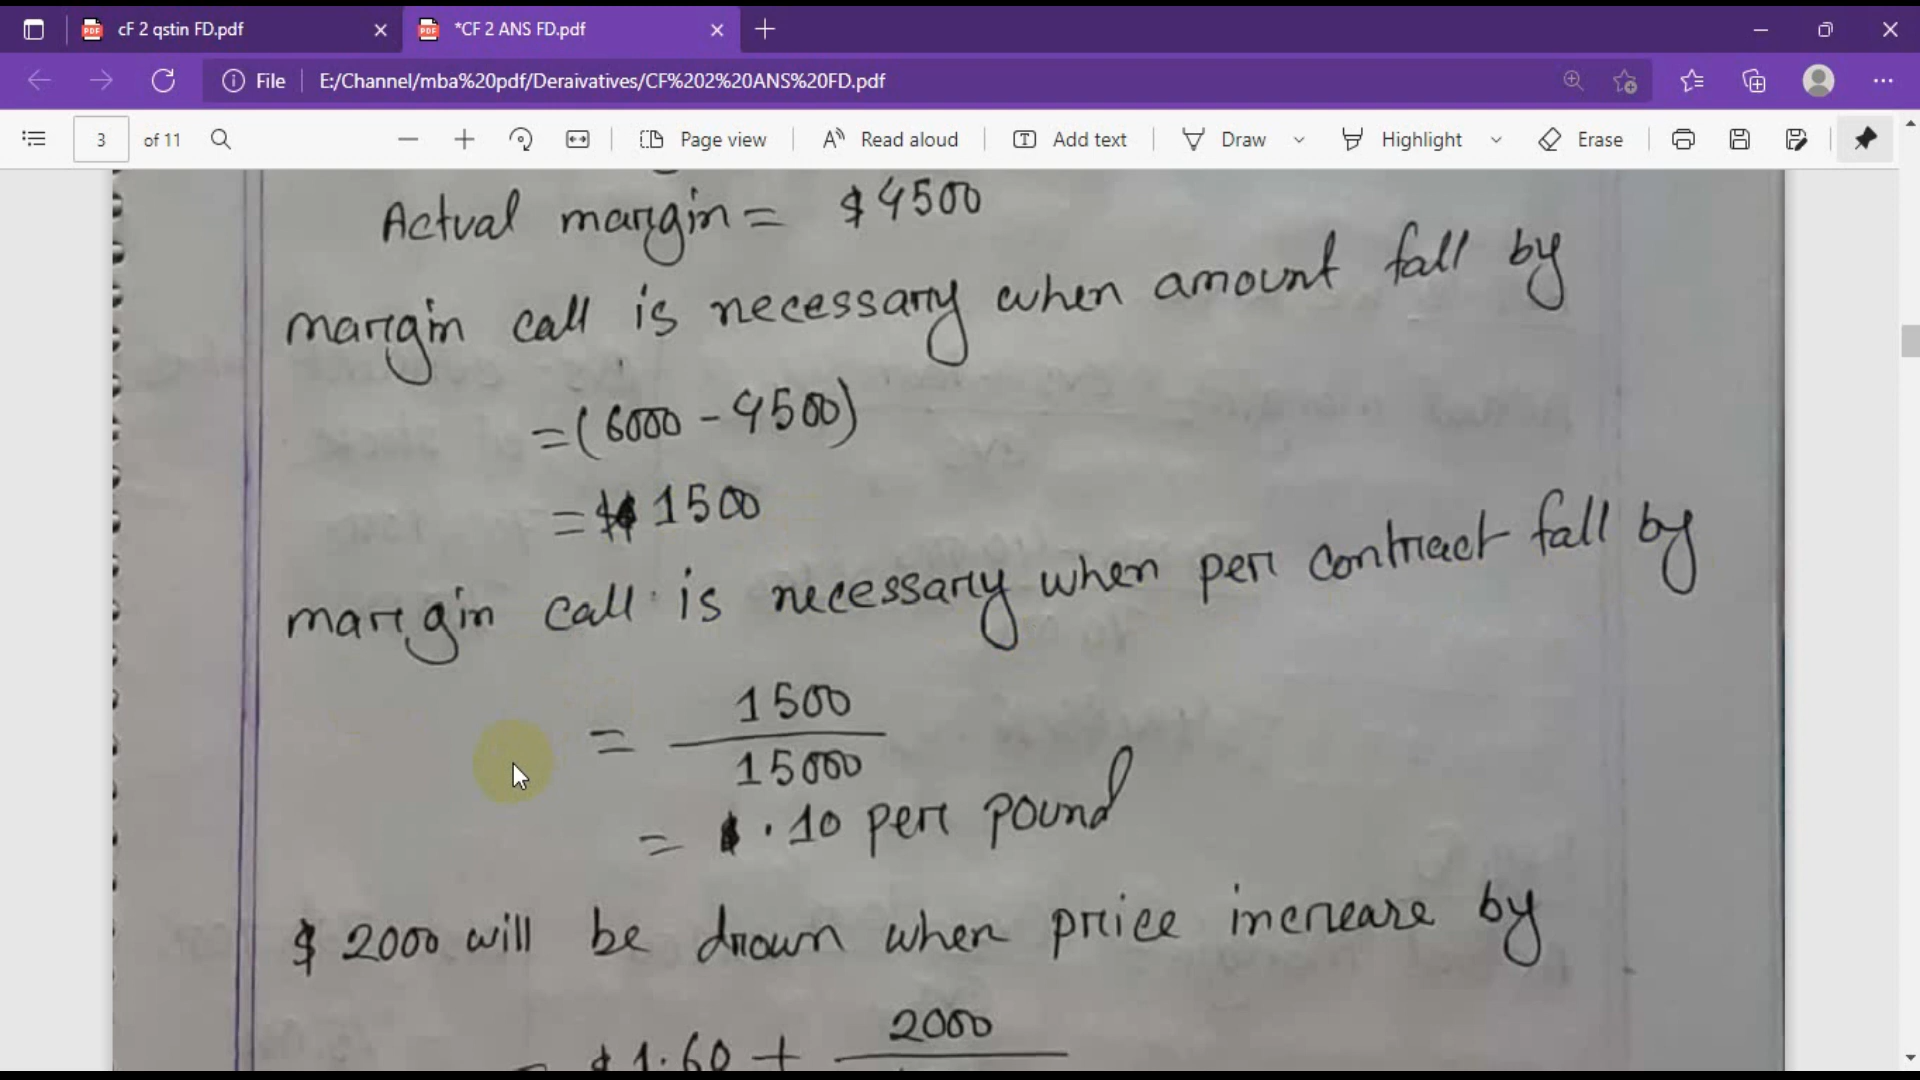 cF 2 qstin FD.pdf
*CF 2 ANS FD.pdf
File
E:/Channel/mba%20pdf/Deraivatives/CF%202%20ANS%20FD.pdf
3 of 11
Page view
Read aloud
Add text
Draw
Highlight
Erase
Actual margin = $4500
margin call is necessary when amount fall by
= (6000 - 4500)
= $ 1500
margin call is necessary when per contract fall by
= 1500
15000
= $ .10 per pound
$ 2000 will be drawn when price increase by
2000
= $1.60 +